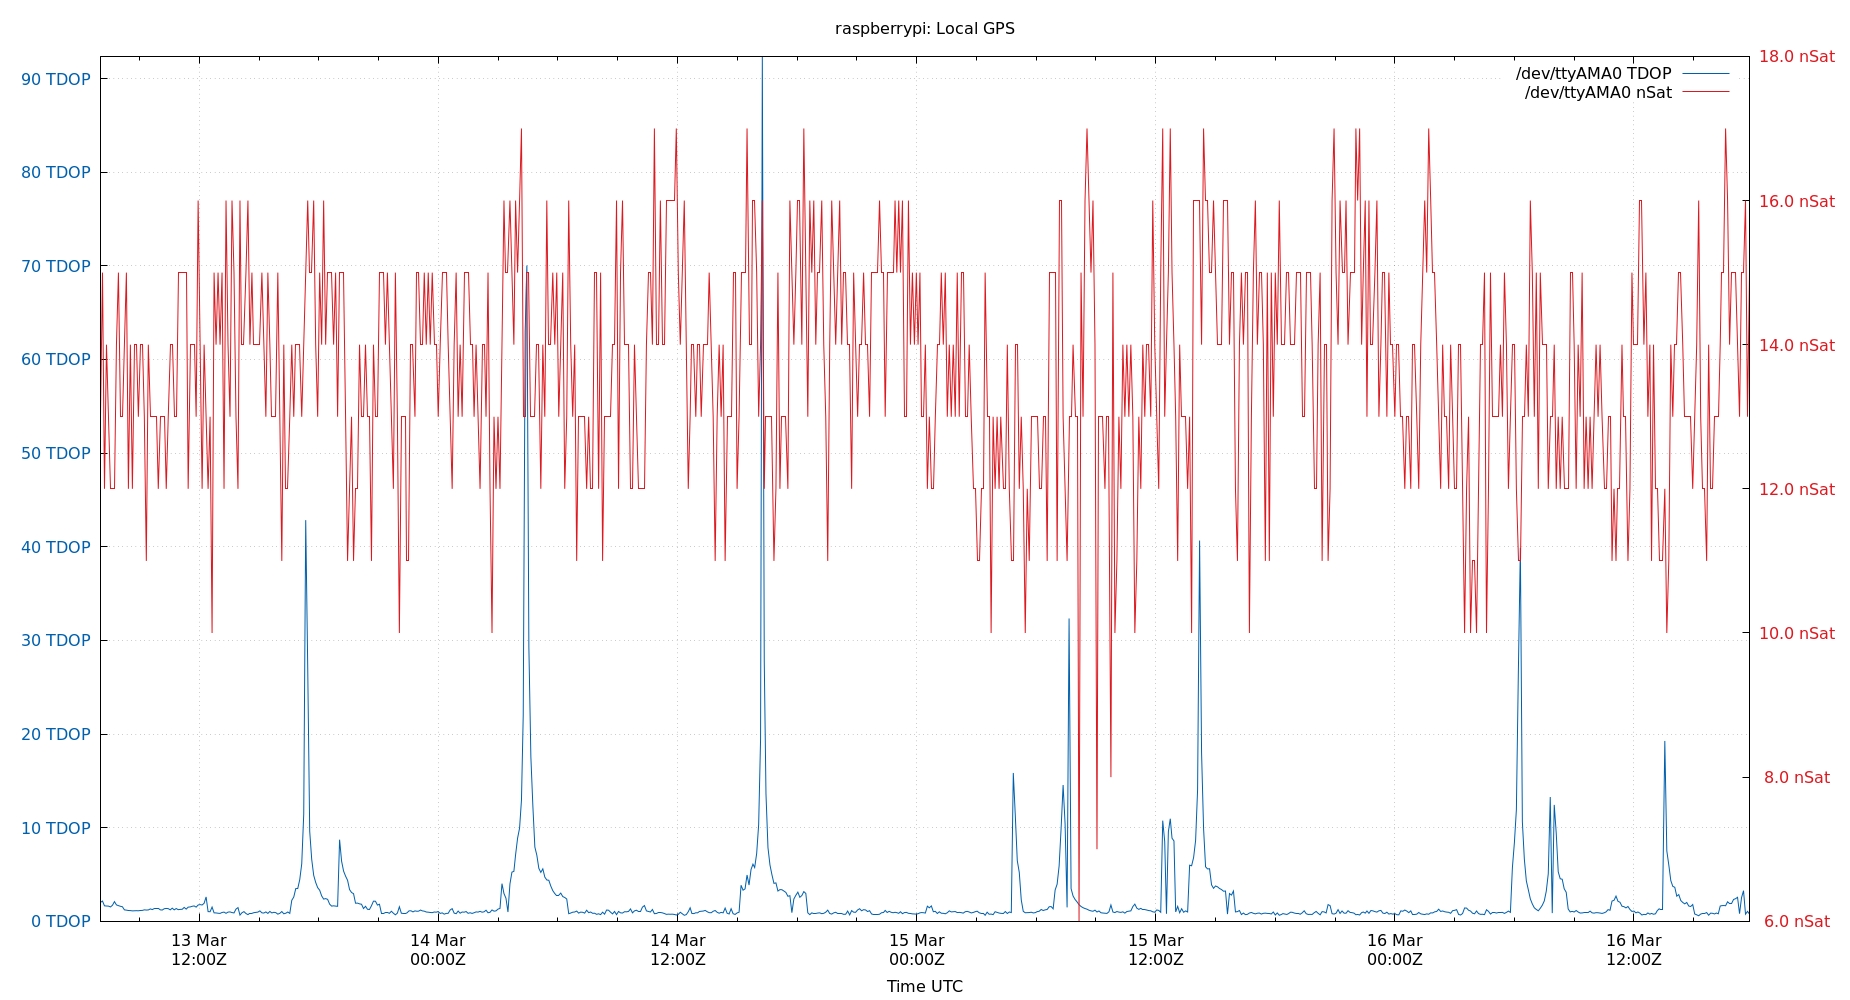 raspberrypi: Local GPS
/dev/ttyAMA0 TDOP
/dev/ttyAMA0 nSat
90 TDOP
80 TDOP
70 TDOP
60 TDOP
50 TDOP
40 TDOP
30 TDOP
20 TDOP
10 TDOP
0 TDOP
18.0 nSat
16.0 nSat
14.0 nSat
12.0 nSat
10.0 nSat
8.0 nSat
6.0 nSat
13 Mar
12:00Z
14 Mar
00:00Z
14 Mar
12:00Z
15 Mar
00:00Z
15 Mar
12:00Z
16 Mar
00:00Z
16 Mar
12:00Z
Time UTC